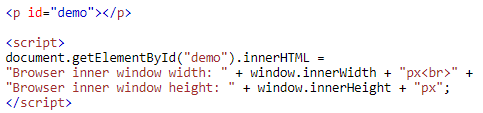 <p id="demo"></p>
<script>
document.getElementById("demo").innerHTML =
"Browser inner window width: " + window.innerWidth + "px<br>" +
"Browser inner window height: " + window.innerHeight + "px";
</script>